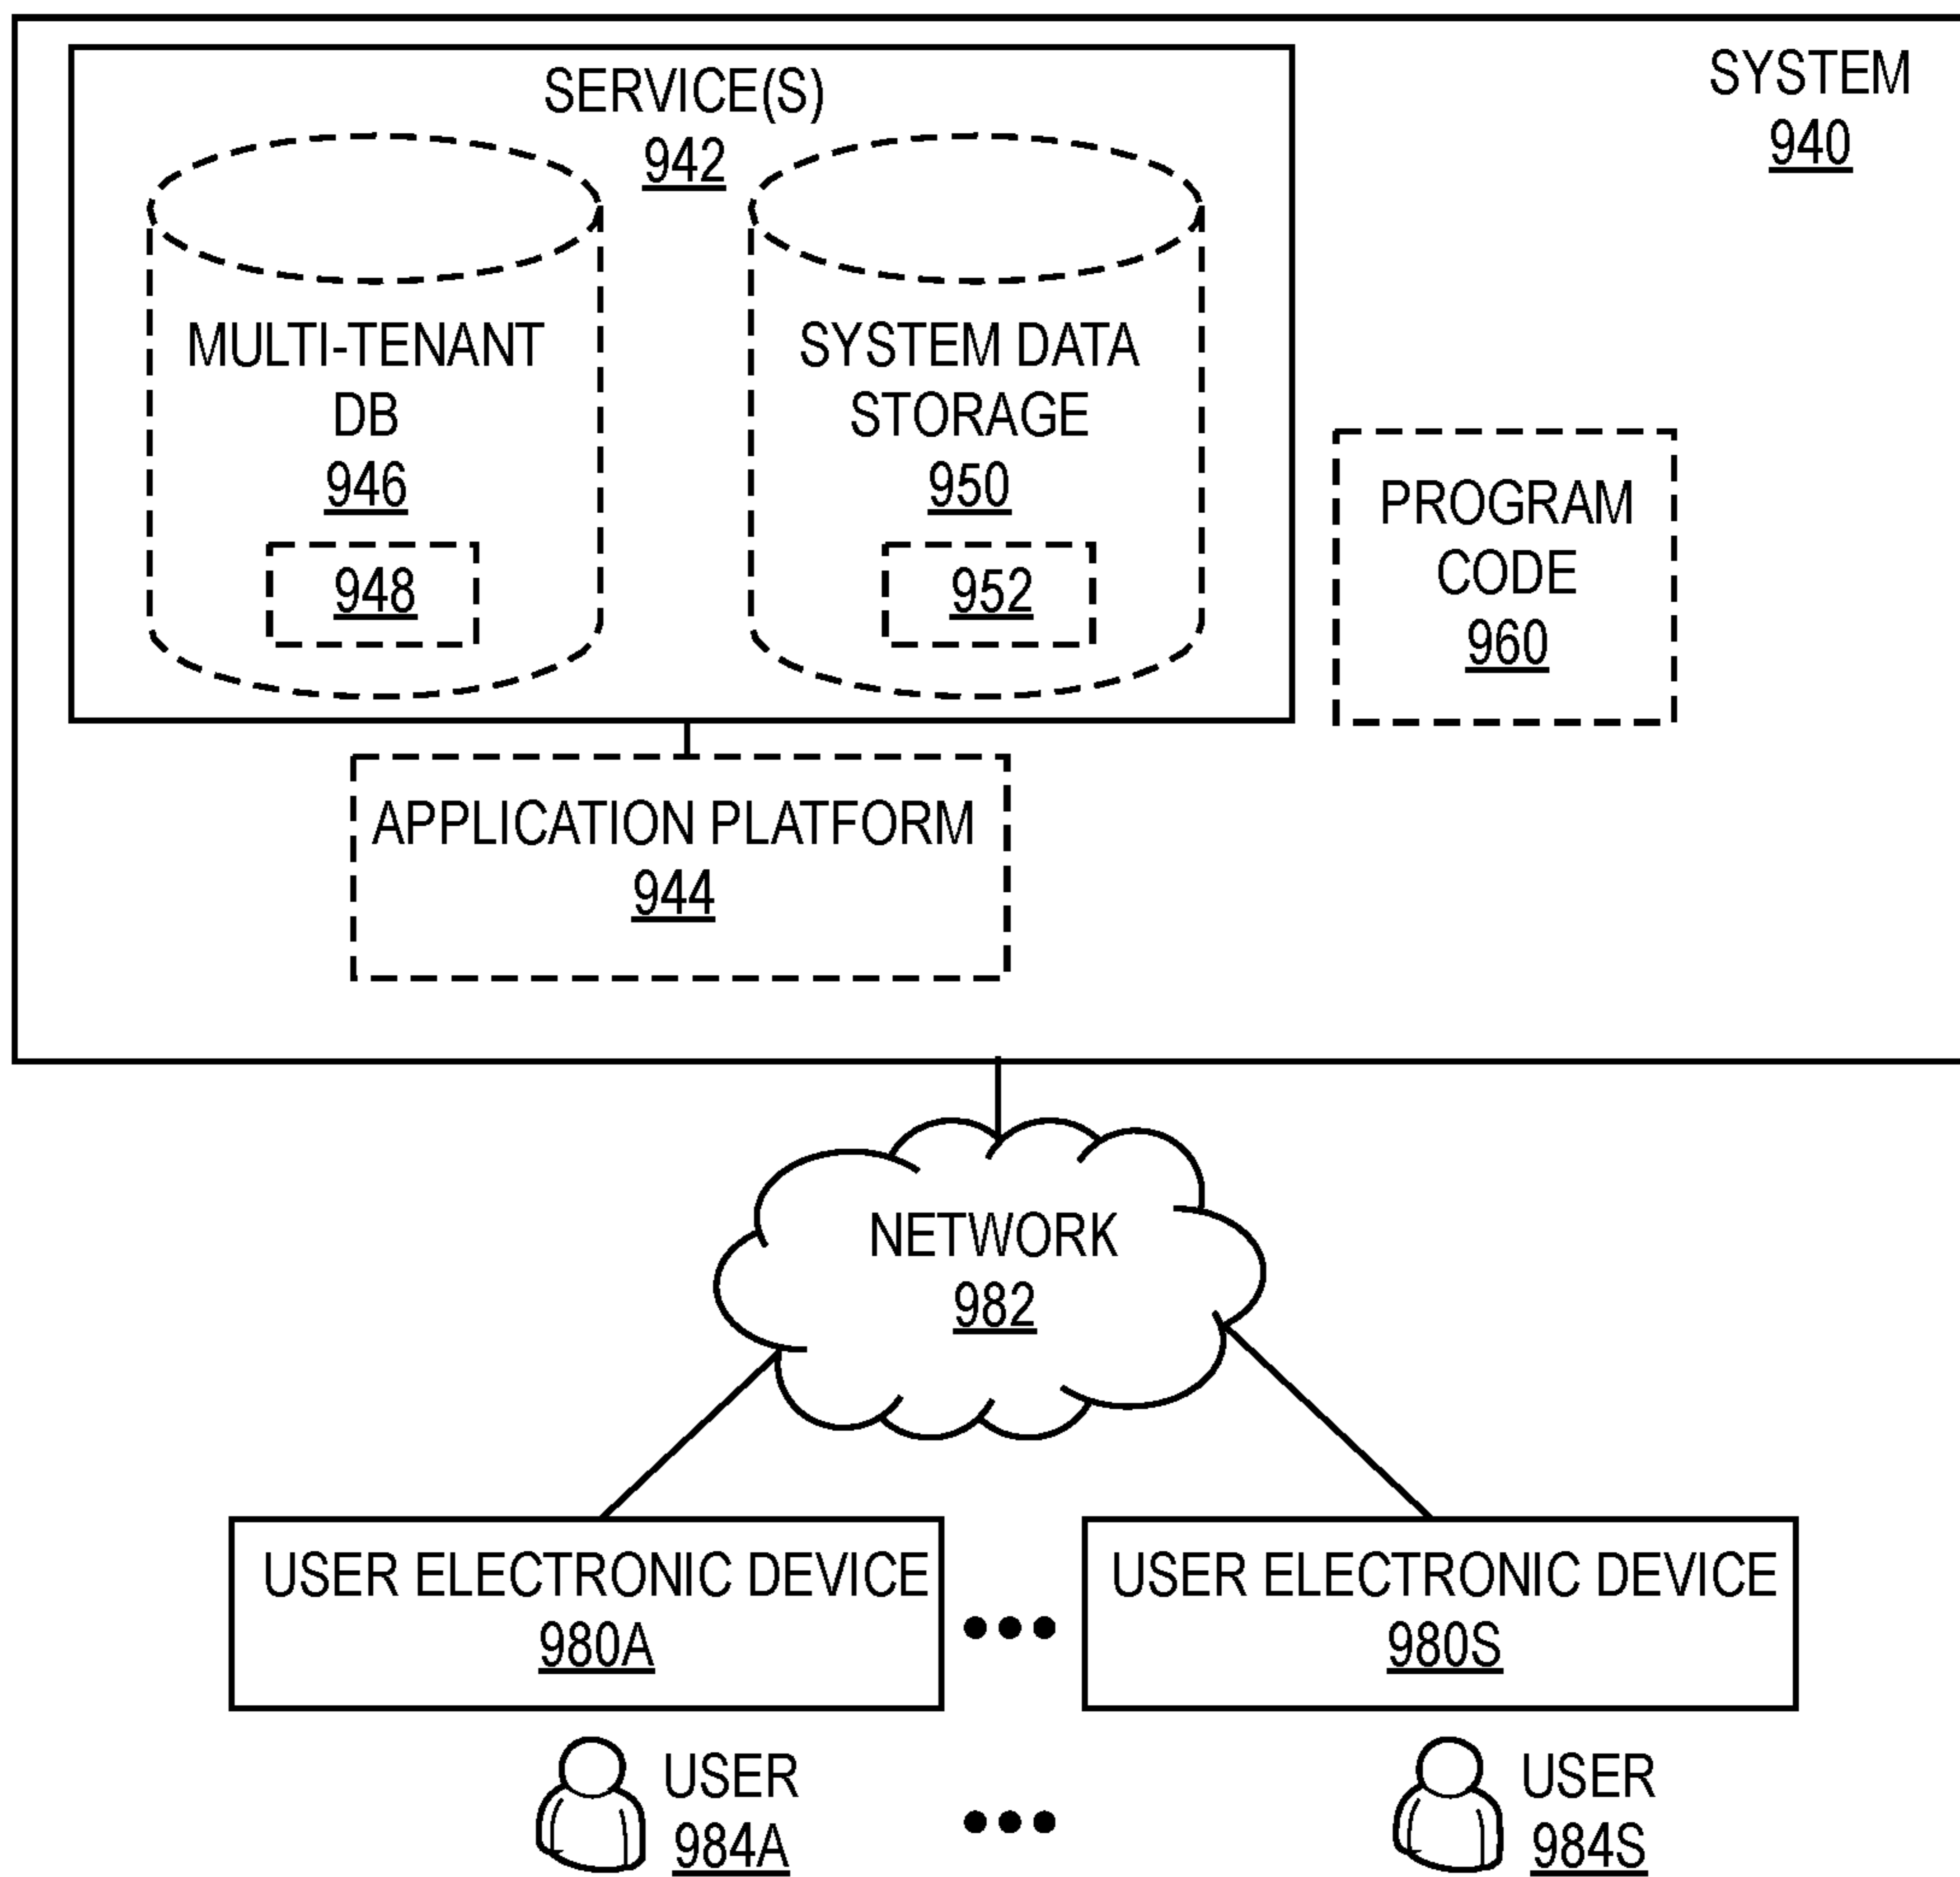 SERVICE(S)
942
SYSTEM
940
MULTI-TENANT
DB
946
948
SYSTEM DATA
STORAGE
950
952
PROGRAM
CODE
960
APPLICATION PLATFORM
944
NETWORK
982
USER ELECTRONIC DEVICE
980A
USER ELECTRONIC DEVICE
980S
USER
984A
USER
984S